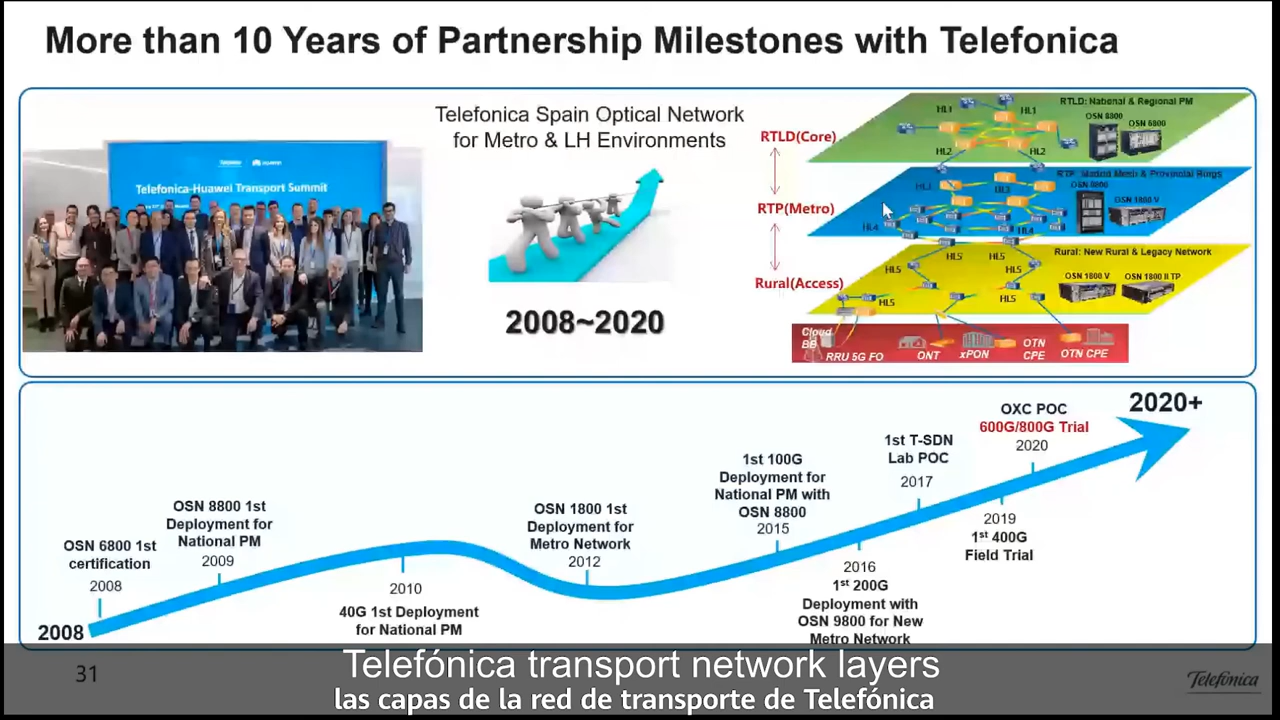 More than 10 Years of Partnership Milestones with Telefonica
Telefonica-Huawei Transport Summit
Telefonica Spain Optical Network
for Metro & LH Environments
2008~2020
RTLD(Core)
RTP(Metro)
Rural(Access)
RTLD: National & Regional PM
HL1
HL1
OSN 8800
OSN 6800
HL2
HL2
RTP: Madrid Mesh & Provincial Rings
HL3
HL3
OSN 8800
OSN 1800 V
HL4
HL4
Rural: New Rural & Legacy Network
HL5
HL5
HL5
HL5
OSN 1800 V
OSN 1800 II TP
HL5
HL5
Cloud
BB
RRU 5G FO
ONT
xPON
OTN
CPE
OTN CPE
2008
OSN 6800 1st
certification
2008
OSN 8800 1st
Deployment for
National PM
2009
2010
40G 1st Deployment
for National PM
OSN 1800 1st
Deployment for
Metro Network
2012
1st 100G
Deployment for
National PM with
OSN 8800
2015
2016
1st 200G
Deployment with
OSN 9800 for New
Metro Network
1st T-SDN
Lab POC
2017
2019
1st 400G
Field Trial
OXC POC
600G/800G Trial
2020
2020+
31
Telefónica transport network layers
las capas de la red de transporte de Telefónica
Telefónica